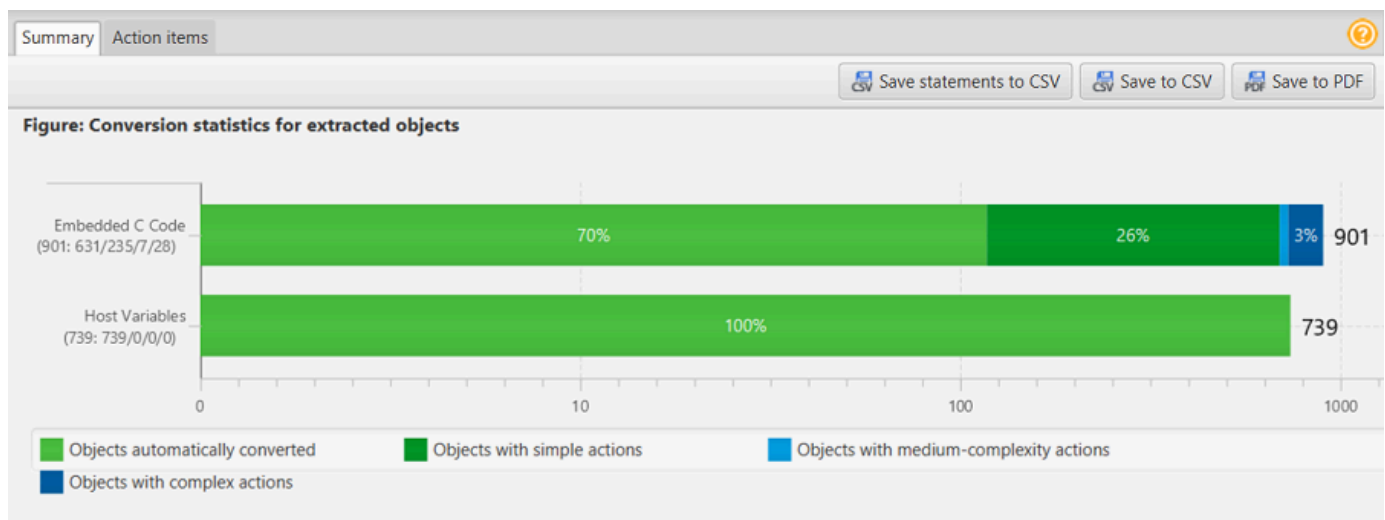 Summary
Action items
Save statements to CSV
Save to CSV
Save to PDF
Figure: Conversion statistics for extracted objects
Embedded C Code
(901: 631/235/7/28)
70%
26%
3%
901
Host Variables
(739: 739/0/0/0)
100%
739
0
10
100
1000
Objects automatically converted
Objects with simple actions
Objects with medium-complexity actions
Objects with complex actions